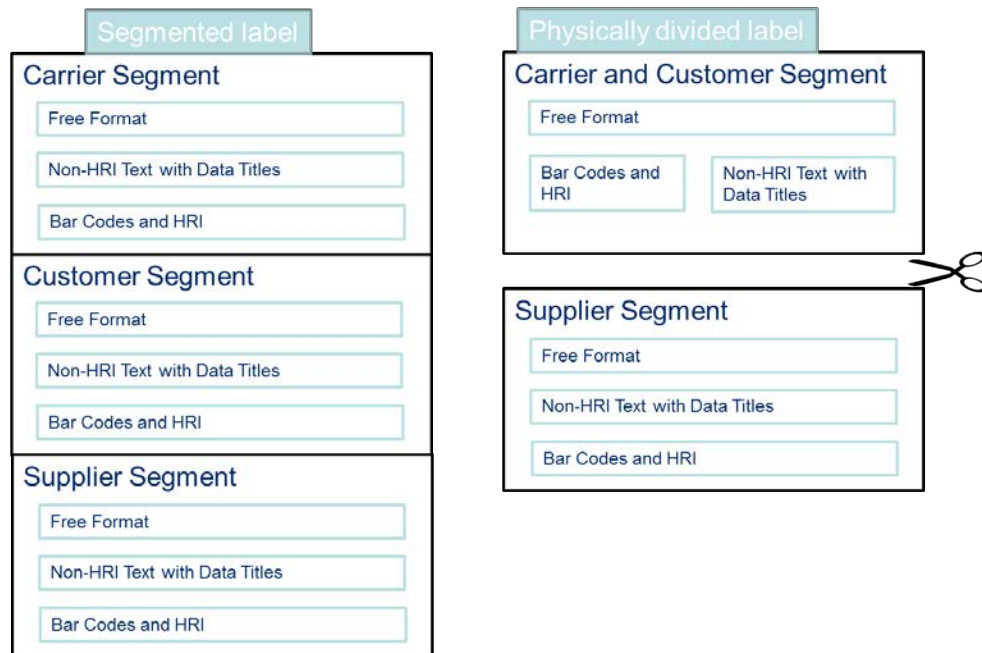 Segmented label
Carrier Segment
Free Format
Non-HRI Text with Data Titles
Bar Codes and HRI
Customer Segment
Free Format
Non-HRI Text with Data Titles
Bar Codes and HRI
Supplier Segment
Free Format
Non-HRI Text with Data Titles
Bar Codes and HRI
Physically divided label
Carrier and Customer Segment
Free Format
Bar Codes and
HRI
Non-HRI Text with
Data Titles
Supplier Segment
Free Format
Non-HRI Text with Data Titles
Bar Codes and HRI